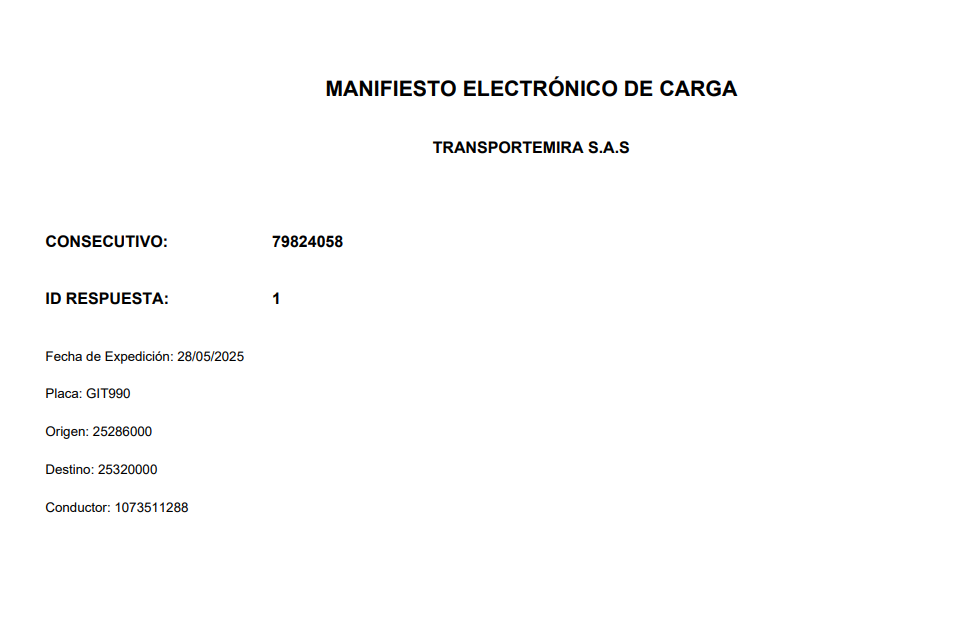 MANIFIESTO ELECTRÓNICO DE CARGA
TRANSPORTEMIRA S.A.S
CONSECUTIVO: 79824058
ID RESPUESTA: 1
Fecha de Expedición: 28/05/2025
Placa: GIT990
Origen: 25286000
Destino: 25320000
Conductor: 1073511288